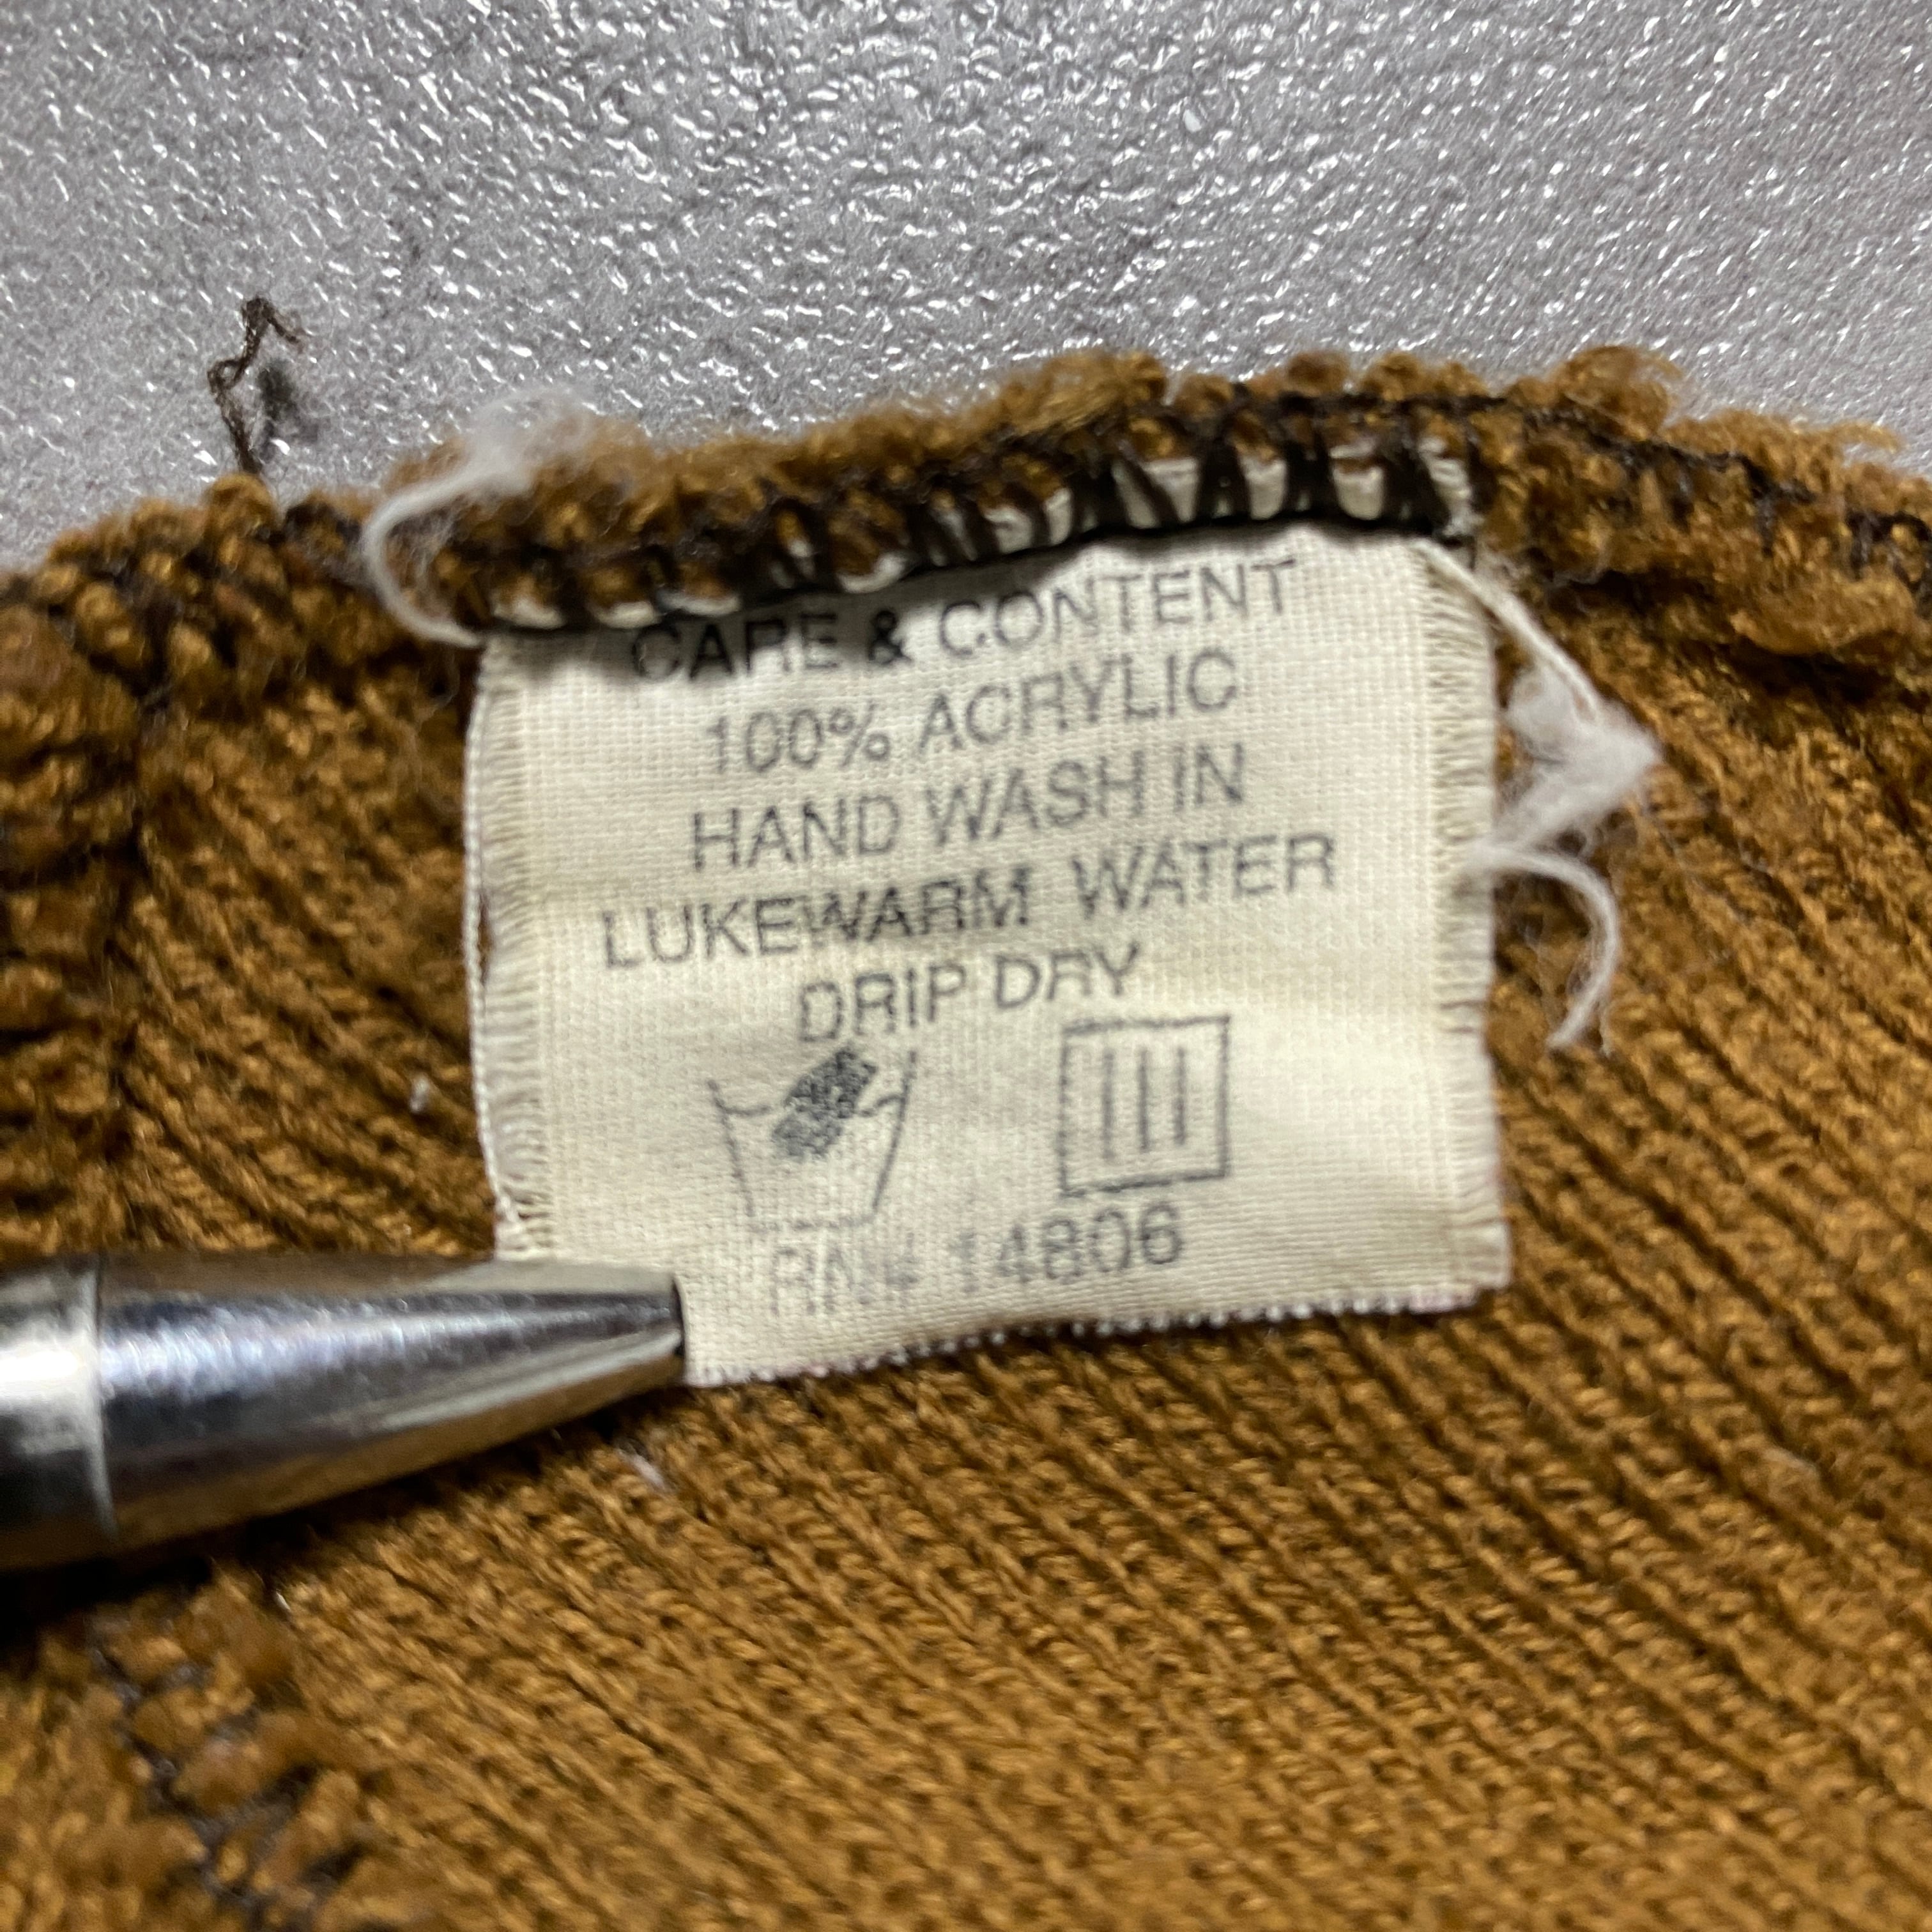 CARE & CONTENT
100% ACRYLIC
HAND WASH IN
LUKEWARM WATER
DRIP DRY
RN# 14806